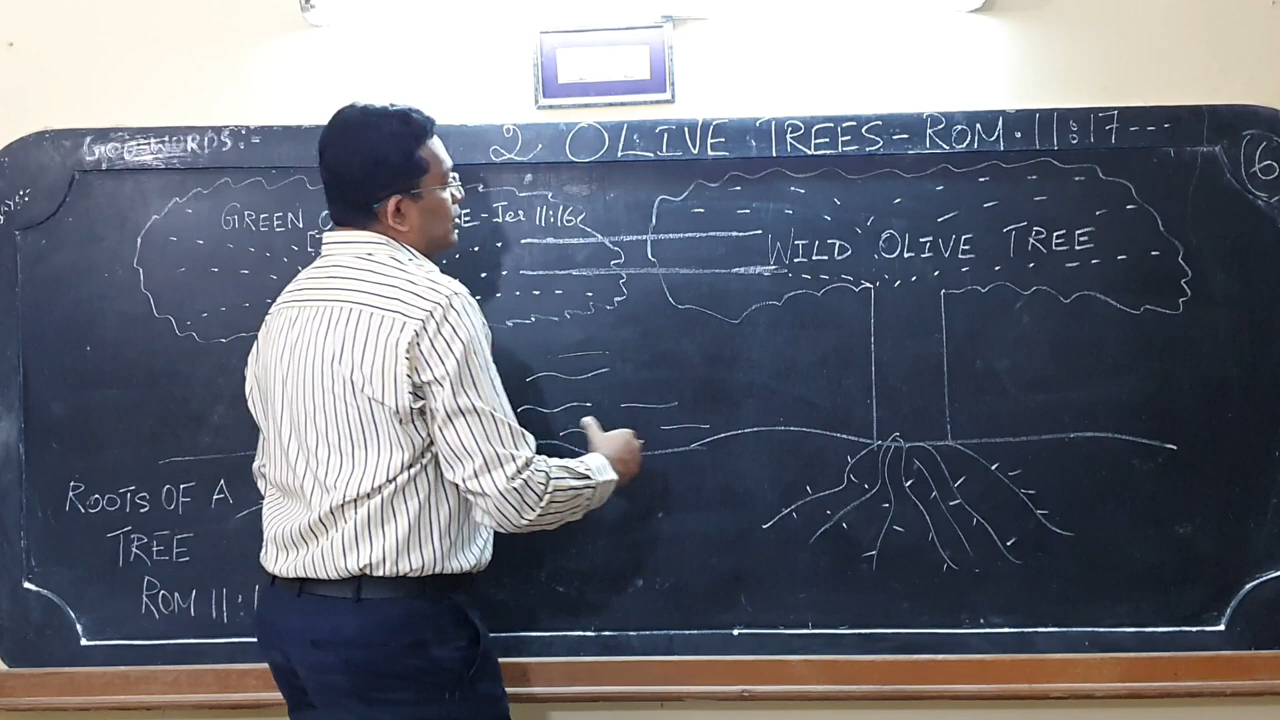 GOD WORDS:-
2 OLIVE TREES - ROM. 11:17---
6
GREEN O E - Jer 11:16
WILD OLIVE TREE
ROOTS OF A
TREE
ROM 11:1